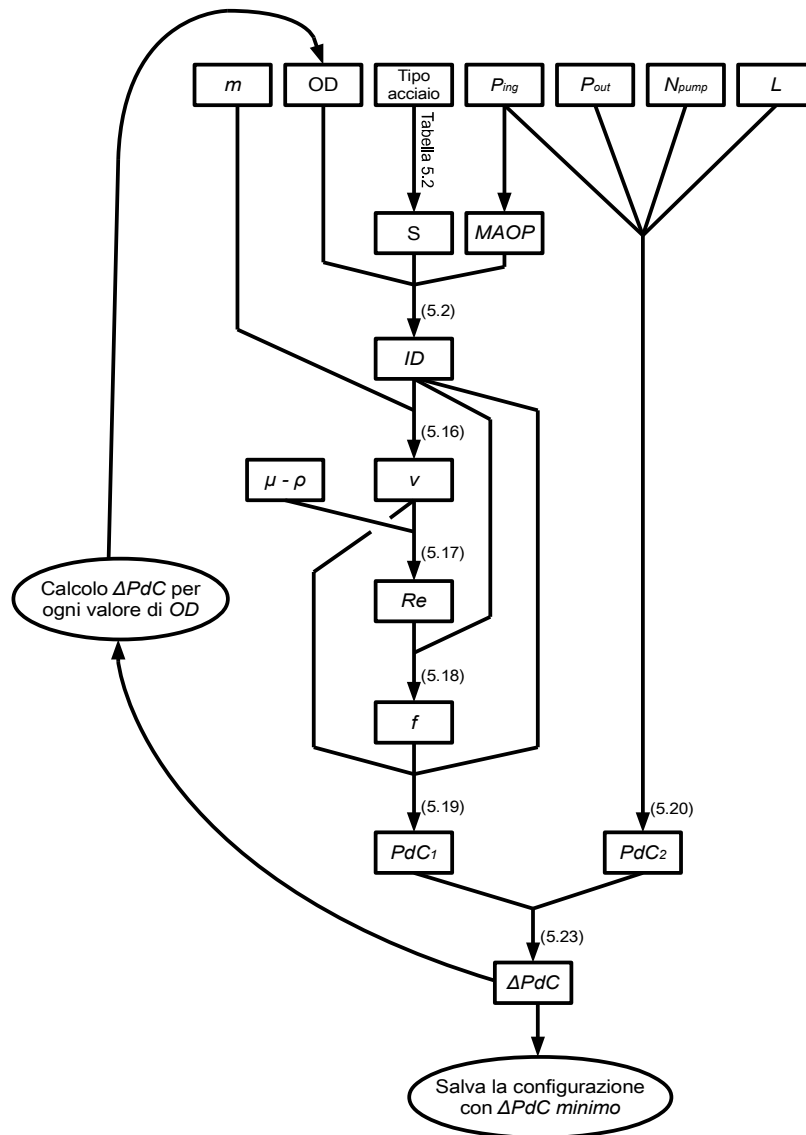 m
OD
Tipo
acciaio
Ping
Pout
Npump
L
Tabella 5.2
S
MAOP
(5.2)
ID
(5.16)
μ - ρ
v
(5.17)
Calcolo ΔPdC per
ogni valore di OD
Re
(5.18)
f
(5.19)
(5.20)
PdC1
PdC2
(5.23)
ΔPdC
Salva la configurazione
con ΔPdC minimo